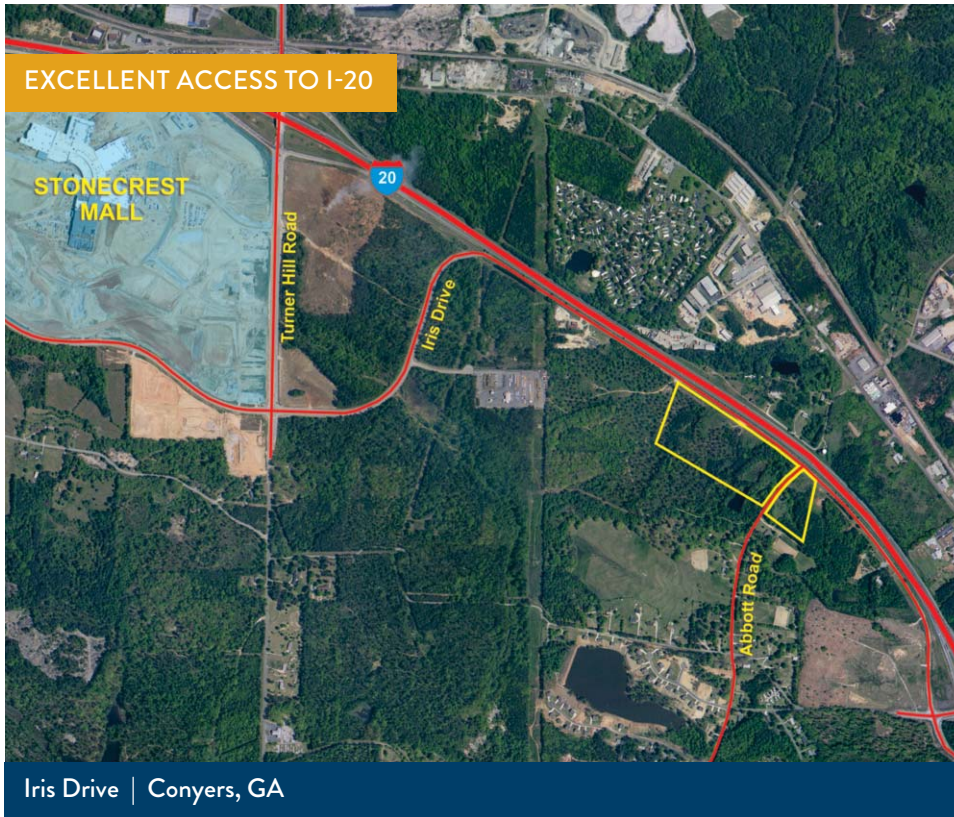 EXCELLENT ACCESS TO I-20
STONECREST
MALL
20
Turner Hill Road
Iris Drive
Abbott Road
Iris Drive | Conyers, GA